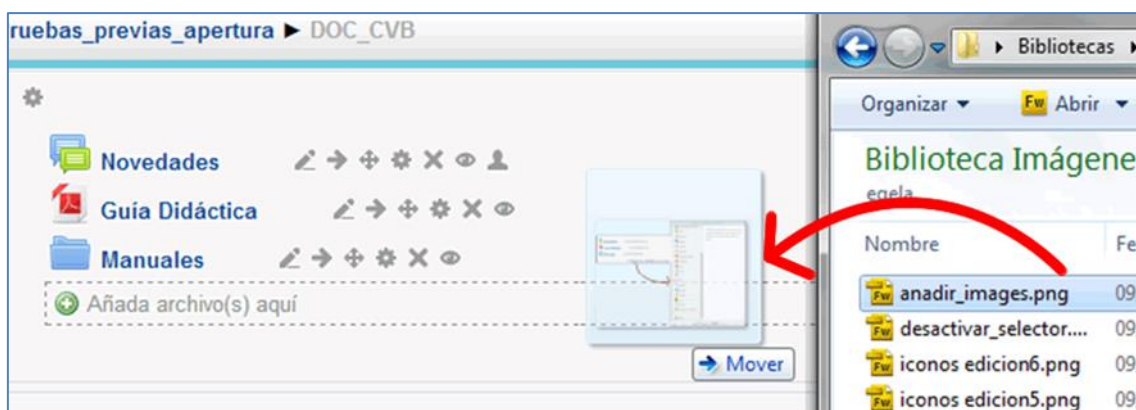 ruebas_previas_apertura ► DOC_CVB
Novedades
Guía Didáctica
Manuales
Añada archivo(s) aquí
Mover
Bibliotecas
Organizar
Fw Abrir
Biblioteca Imágene
egela
Nombre Fe
anadir_images.png 09
desactivar_selector.... 09
iconos edicion6.png 09
iconos edicion5.png 09